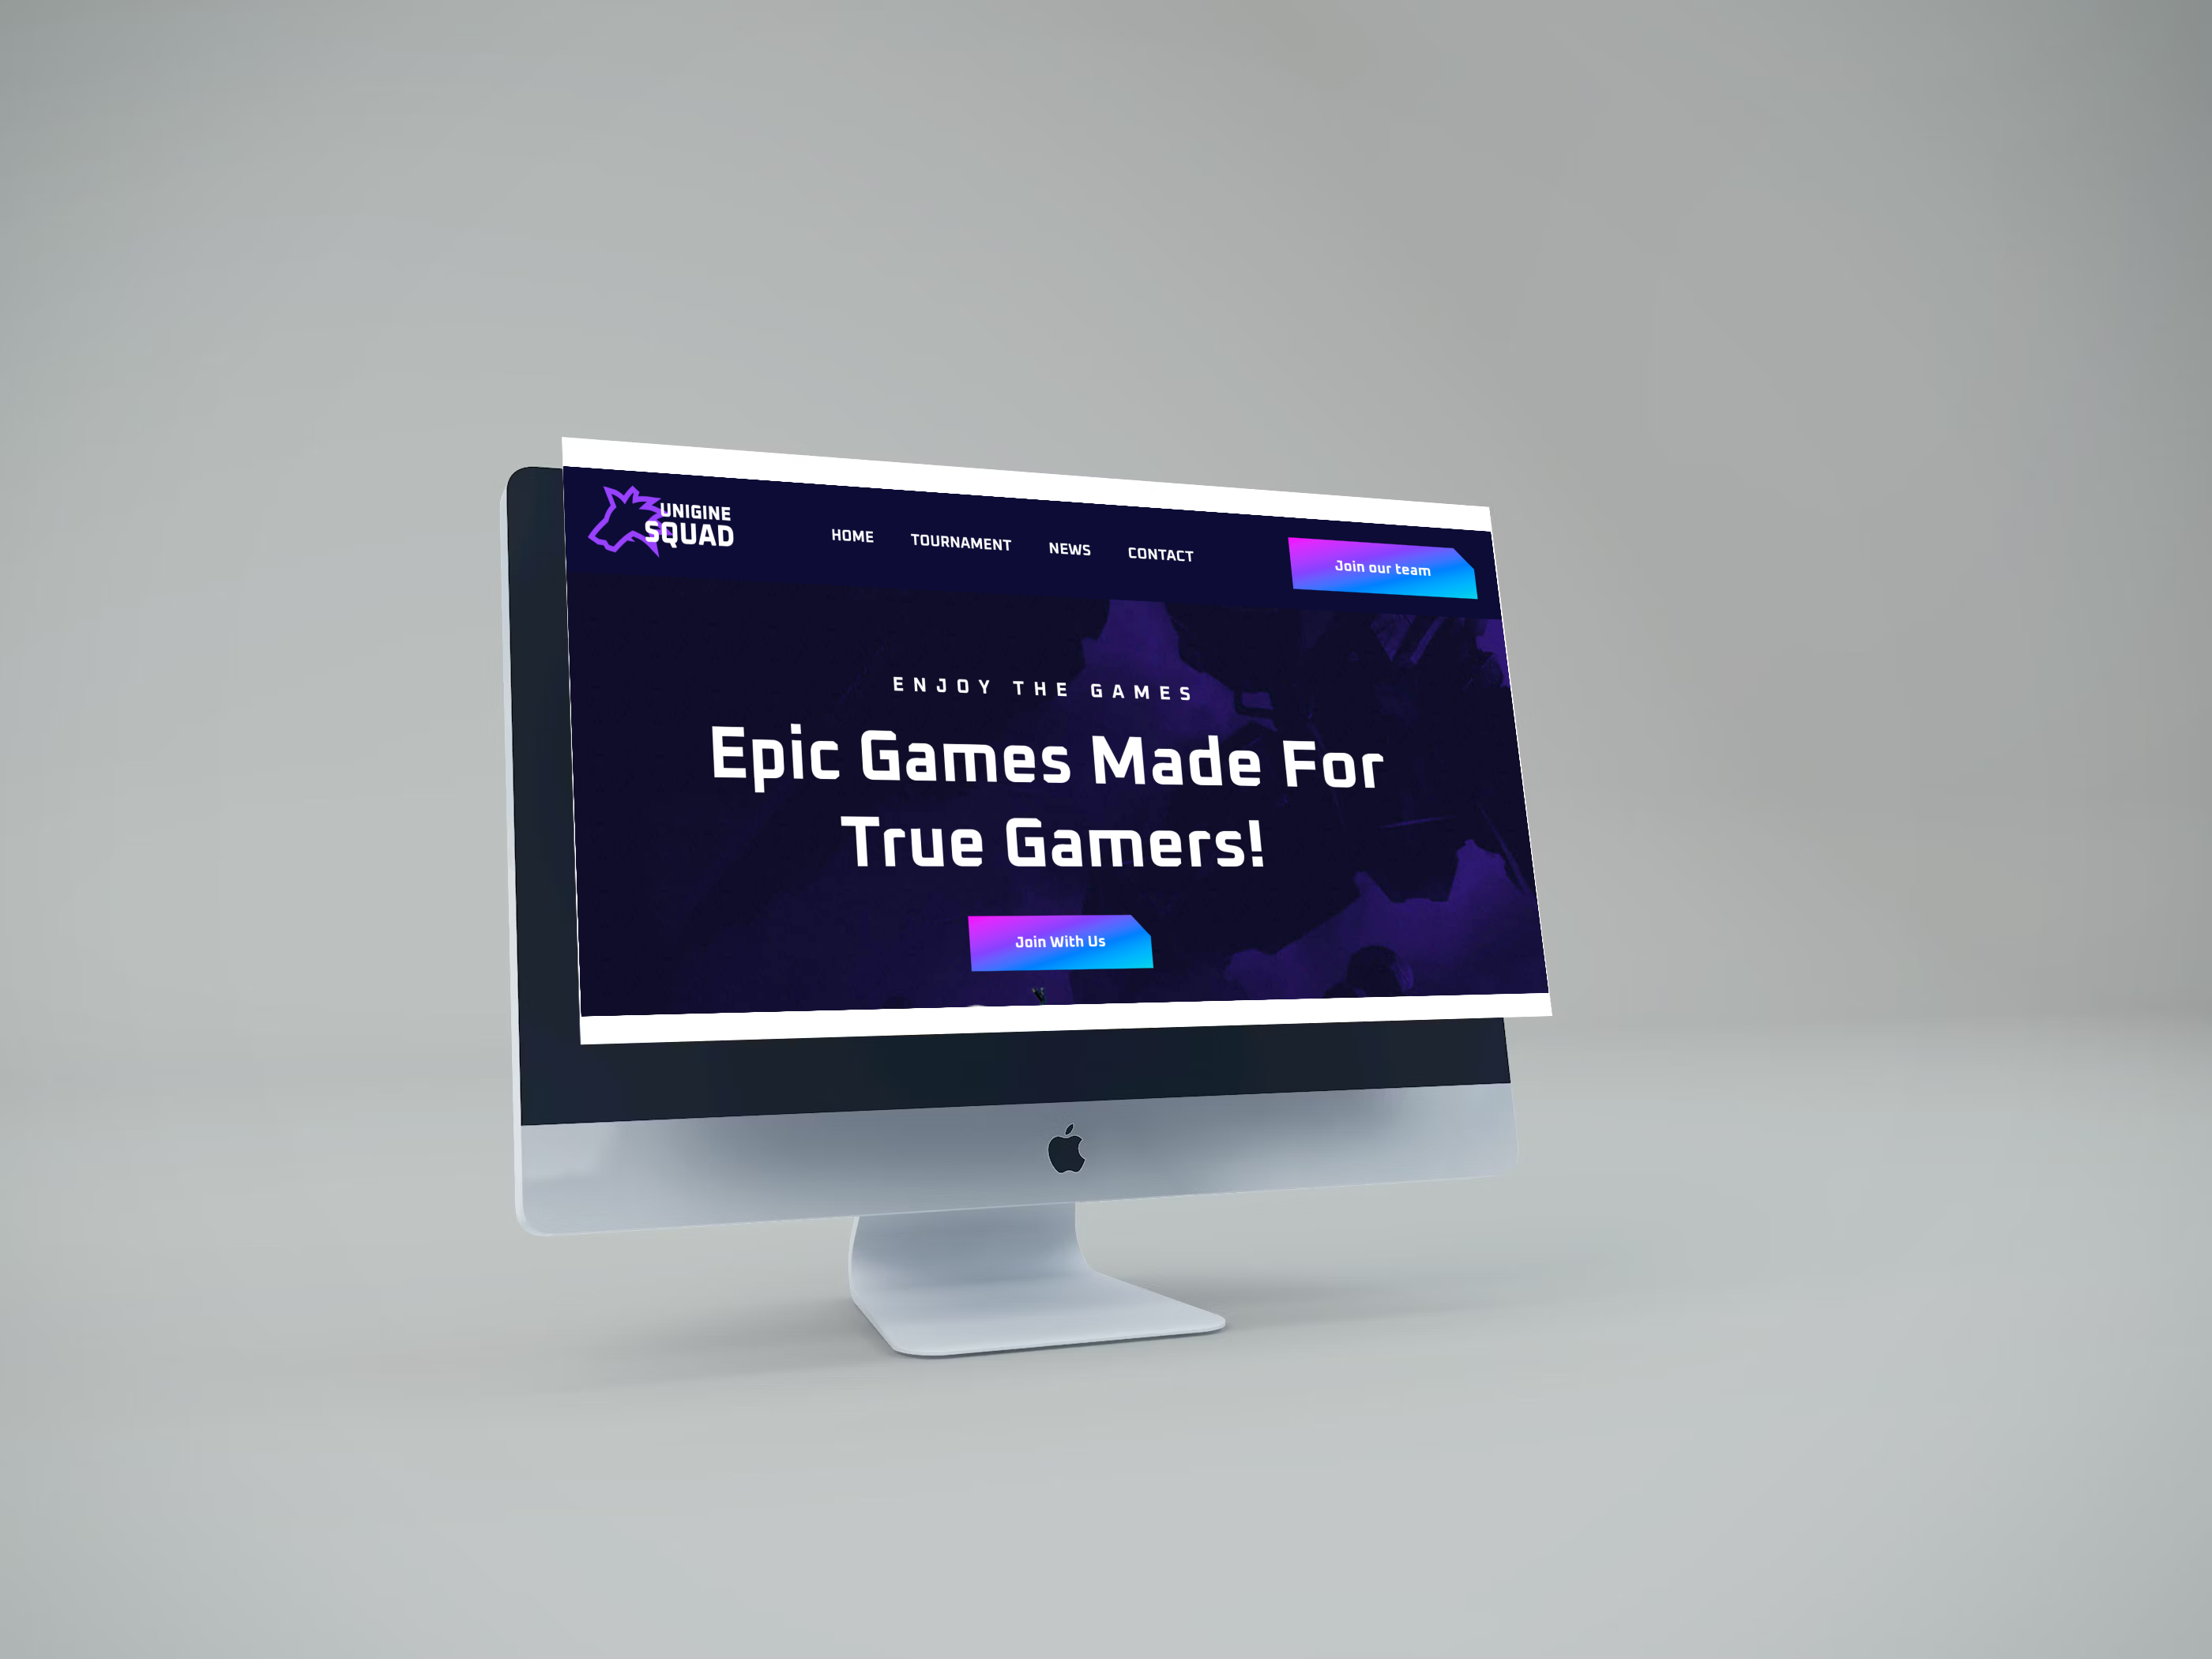 UNIGINE
SQUAD
HOME TOURNAMENT NEWS CONTACT
Join our team
ENJOY THE GAMES
Epic Games Made For
True Gamers!
Join With Us